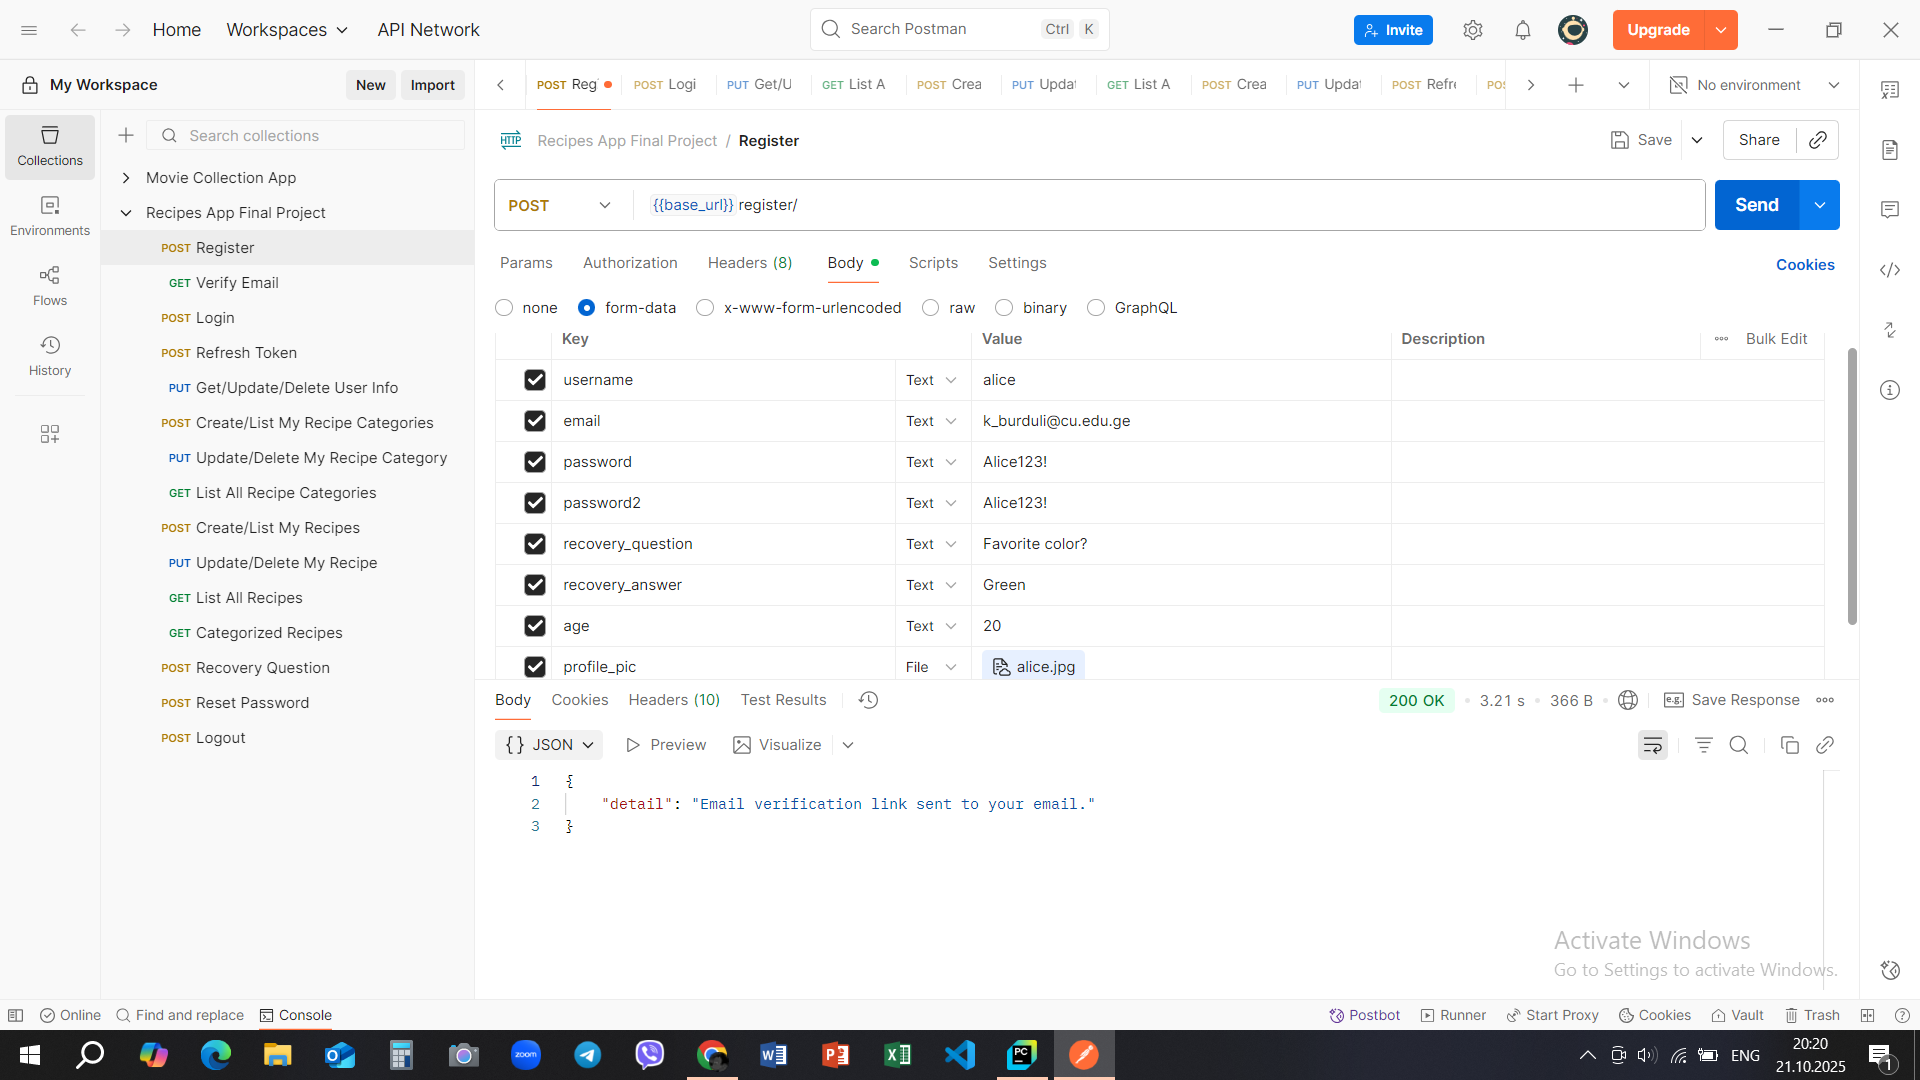 Home Workspaces API Network Search Postman Ctrl K Invite Upgrade
My Workspace New Import POST Reg POST Logi PUT Get/U GET List A POST Crea PUT Updat GET List A POST Crea PUT Updat POST Refre POS No environment
Collections
Environments
Flows
History
Search collections
Movie Collection App
Recipes App Final Project
POST Register
GET Verify Email
POST Login
POST Refresh Token
PUT Get/Update/Delete User Info
POST Create/List My Recipe Categories
PUT Update/Delete My Recipe Category
GET List All Recipe Categories
POST Create/List My Recipes
PUT Update/Delete My Recipe
GET List All Recipes
GET Categorized Recipes
POST Recovery Question
POST Reset Password
POST Logout
HTTP Recipes App Final Project / Register Save Share
POST {{base_url}} register/ Send
Params Authorization Headers (8) Body Scripts Settings Cookies
none form-data x-www-form-urlencoded raw binary GraphQL
Key Value Description Bulk Edit
username Text alice
email Text k_burduli@cu.edu.ge
password Text Alice123!
password2 Text Alice123!
recovery_question Text Favorite color?
recovery_answer Text Green
age Text 20
profile_pic File alice.jpg
Body Cookies Headers (10) Test Results 200 OK 3.21 s 366 B e.g. Save Response
{} JSON Preview Visualize
1 {
2 "detail": "Email verification link sent to your email."
3 }
Activate Windows
Go to Settings to activate Windows.
Online Find and replace Console Postbot Runner Start Proxy Cookies Vault Trash
zoom PC ENG 20:20
21.10.2025 1